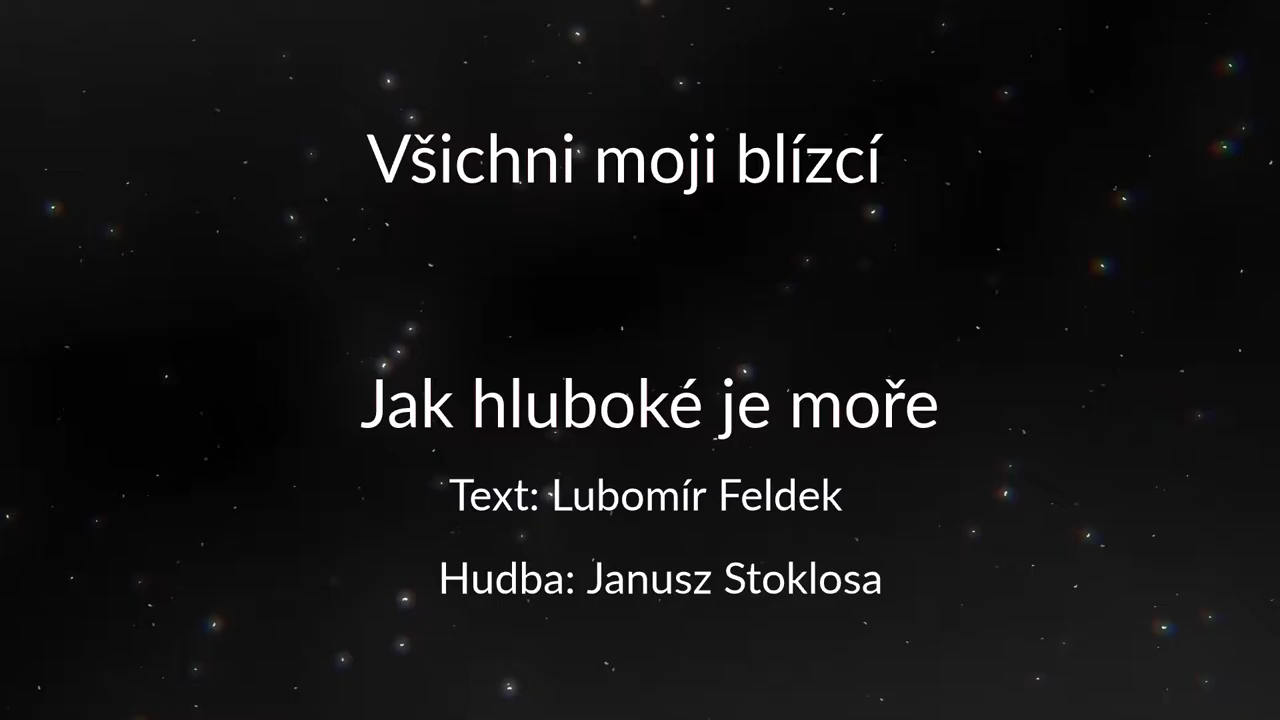 Všichni moji blízcí
Jak hluboké je moře
Text: Lubomír Feldek
Hudba: Janusz Stoklosa